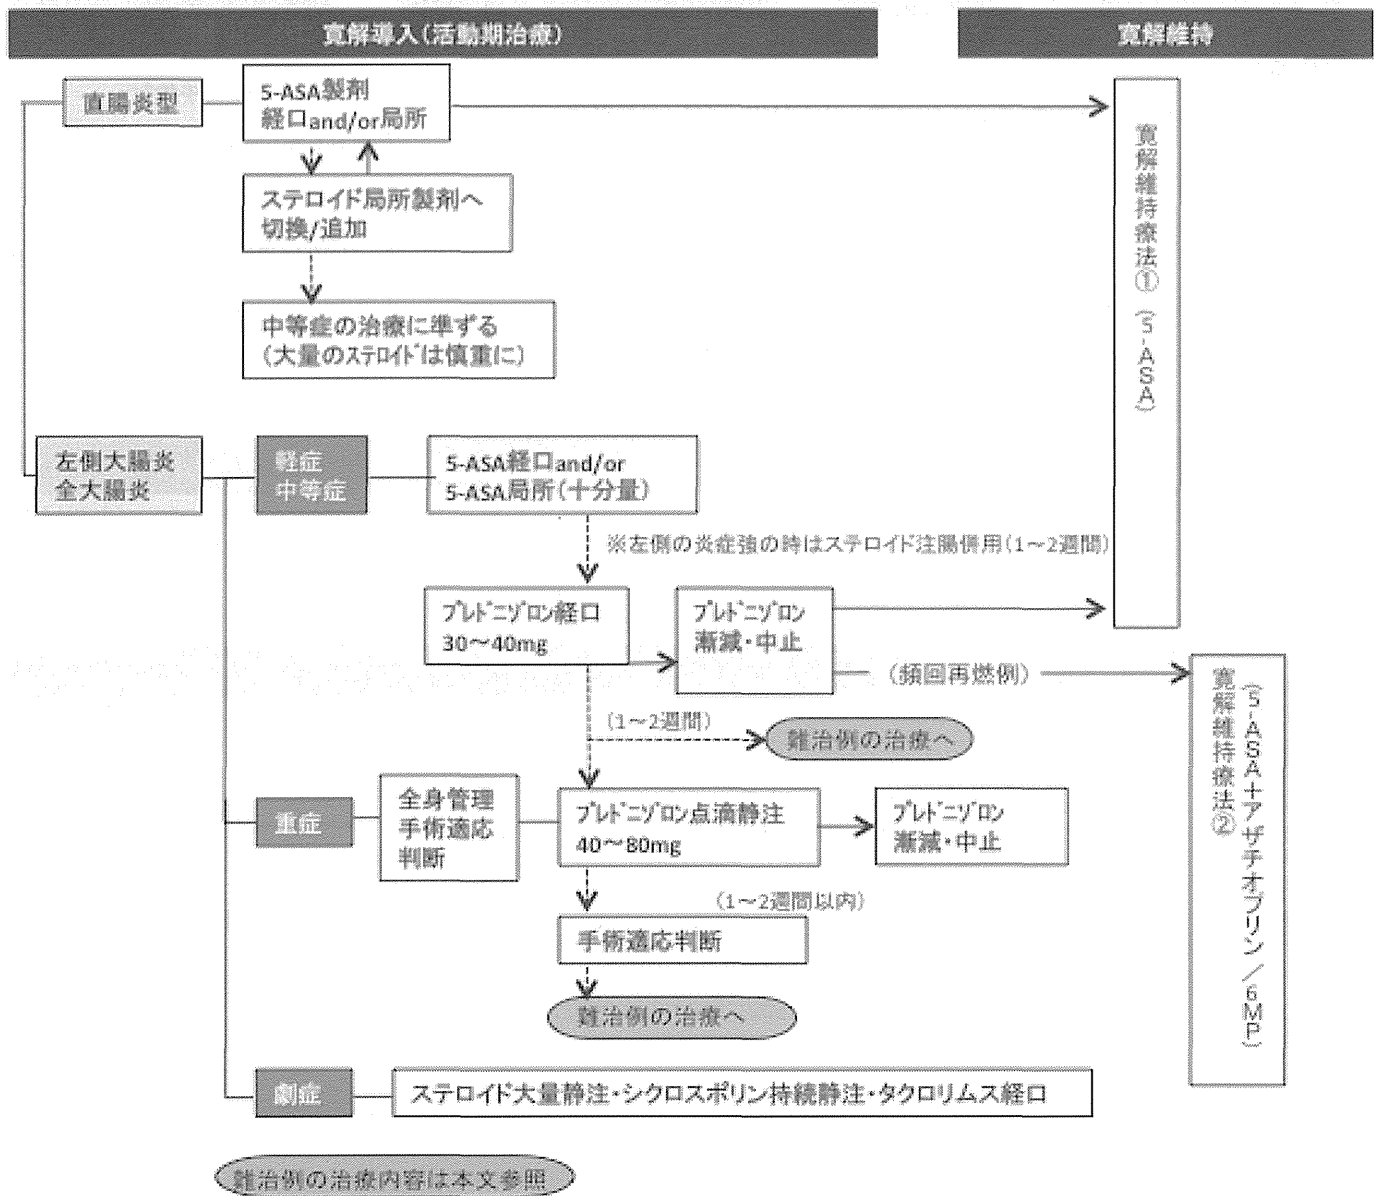 寛解導入(活動期治療)
寛解維持
直腸炎型
5-ASA製剤
経口and/or局所
ステロイド局所製剤へ
切換/追加
中等症の治療に準ずる
(大量のステロイドは慎重に)
寛解維持療法①(5-ASA)
左側大腸炎
全大腸炎
軽症
中等症
5-ASA経口and/or
5-ASA局所(十分量)
※左側の炎症強の時はステロイド注腸併用(1~2週間)
プレドニゾロン経口
30~40mg
プレドニゾロン
漸減・中止
(頻回再燃例)
(1~2週間)
難治例の治療へ
寛解維持療法②
(5-ASA+アザチオプリン/6MP)
重症
全身管理
手術適応
判断
プレドニゾロン点滴静注
40~80mg
プレドニゾロン
漸減・中止
(1~2週間以内)
手術適応判断
難治例の治療へ
劇症
ステロイド大量静注・シクロスポリン持続静注・タクロリムス経口
難治例の治療内容は本文参照